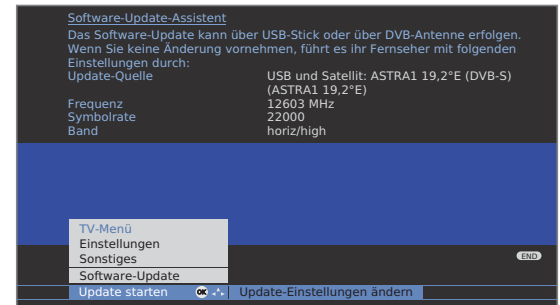 Software-Update-Assistent
Das Software-Update kann über USB-Stick oder über DVB-Antenne erfolgen.
Wenn Sie keine Änderung vornehmen, führt es ihr Fernseher mit folgenden
Einstellungen durch:
Update-Quelle USB und Satellit: ASTRA1 19,2°E (DVB-S)
(ASTRA1 19,2°E)
Frequenz 12603 MHz
Symbolrate 22000
Band horiz/high
TV-Menü
Einstellungen
Sonstiges
END
Software-Update
Update starten OK Update-Einstellungen ändern